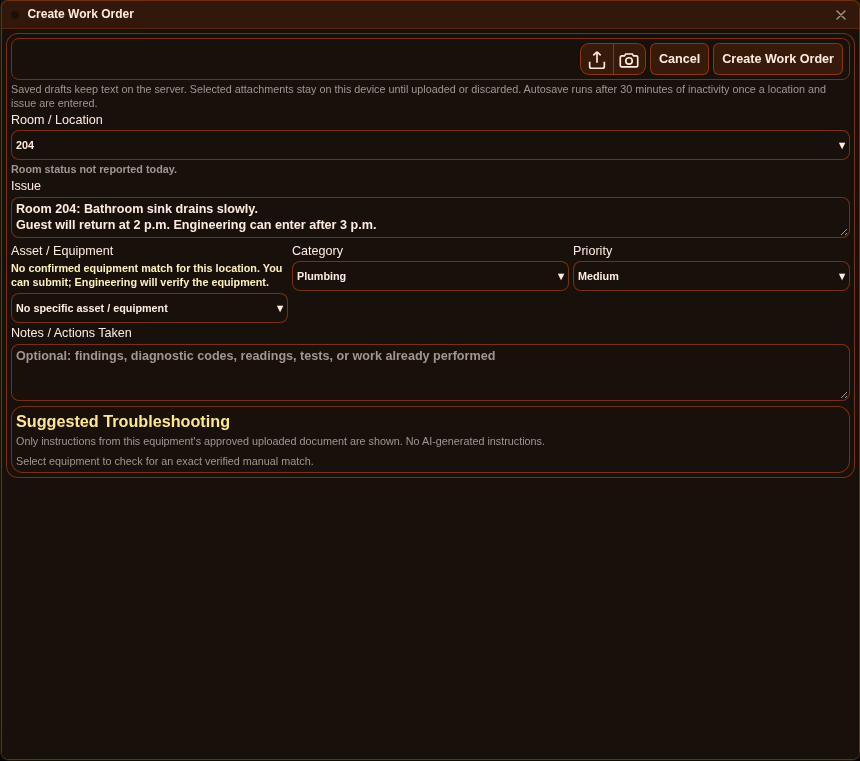 Create Work Order
Cancel
Create Work Order
Saved drafts keep text on the server. Selected attachments stay on this device until uploaded or discarded. Autosave runs after 30 minutes of inactivity once a location and
issue are entered.
Room / Location
204
Room status not reported today.
Issue
Room 204: Bathroom sink drains slowly.
Guest will return at 2 p.m. Engineering can enter after 3 p.m.
Asset / Equipment
No confirmed equipment match for this location. You
can submit; Engineering will verify the equipment.
No specific asset / equipment
Category
Plumbing
Priority
Medium
Notes / Actions Taken
Optional: findings, diagnostic codes, readings, tests, or work already performed
Suggested Troubleshooting
Only instructions from this equipment's approved uploaded document are shown. No AI-generated instructions.
Select equipment to check for an exact verified manual match.